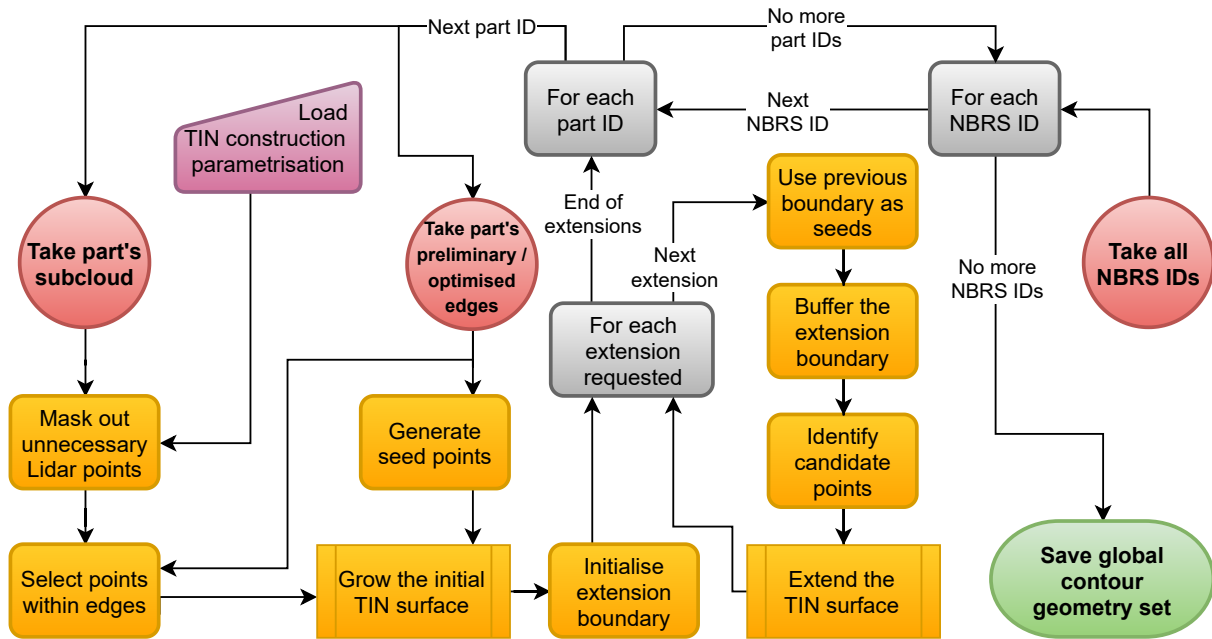 Next part ID
No more
part IDs
Load
TIN construction
parametrisation
For each
part ID
Next
NBRS ID
For each
NBRS ID
Take part's
subcloud
Take part's
preliminary /
optimised
edges
End of
extensions
Next
extension
Use previous
boundary as
seeds
No more
NBRS IDs
Take all
NBRS IDs
For each
extension
requested
Buffer the
extension
boundary
Mask out
unnecessary
Lidar points
Generate
seed points
Identify
candidate
points
Select points
within edges
Grow the initial
TIN surface
Initialise
extension
boundary
Extend the
TIN surface
Save global
contour
geometry set